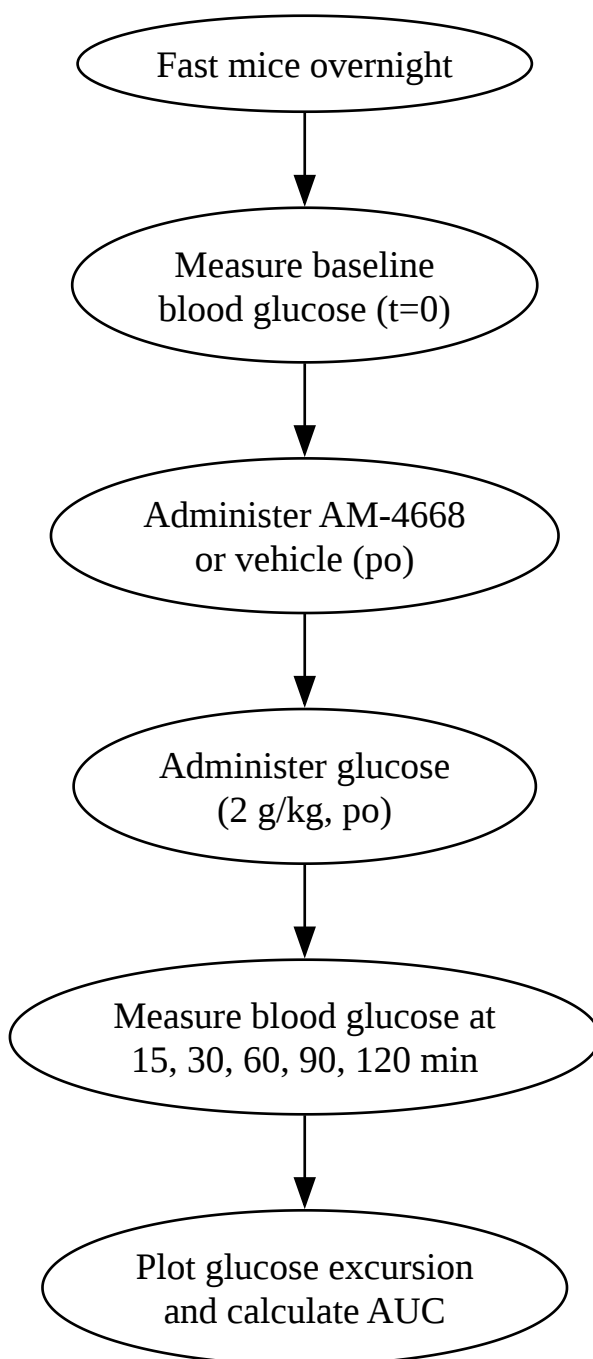 Fast mice overnight
Measure baseline
blood glucose (t=0)
Administer AM-4668
or vehicle (po)
Administer glucose
(2 g/kg, po)
Measure blood glucose at
15, 30, 60, 90, 120 min
Plot glucose excursion
and calculate AUC